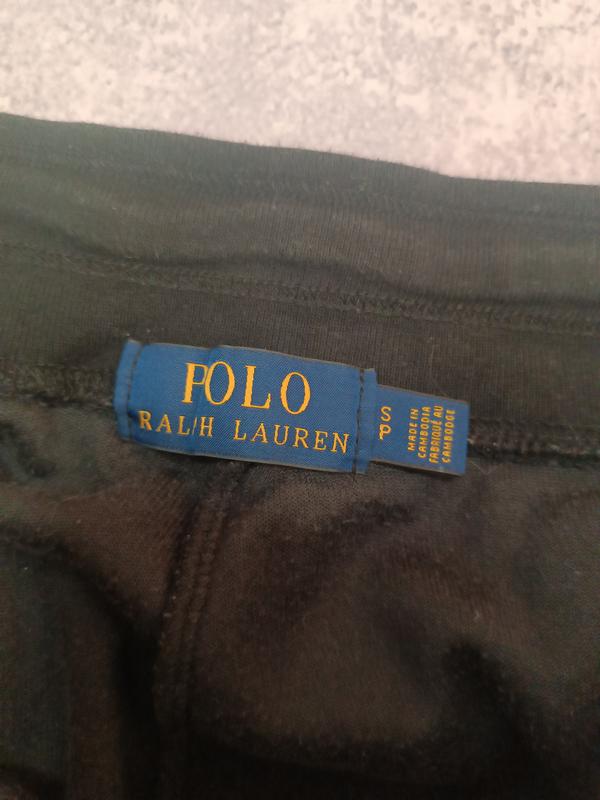 POLO
RALPH LAUREN
S
P
MADE IN
CAMBODIA
FABRIQUÉ AU
CAMBODGE